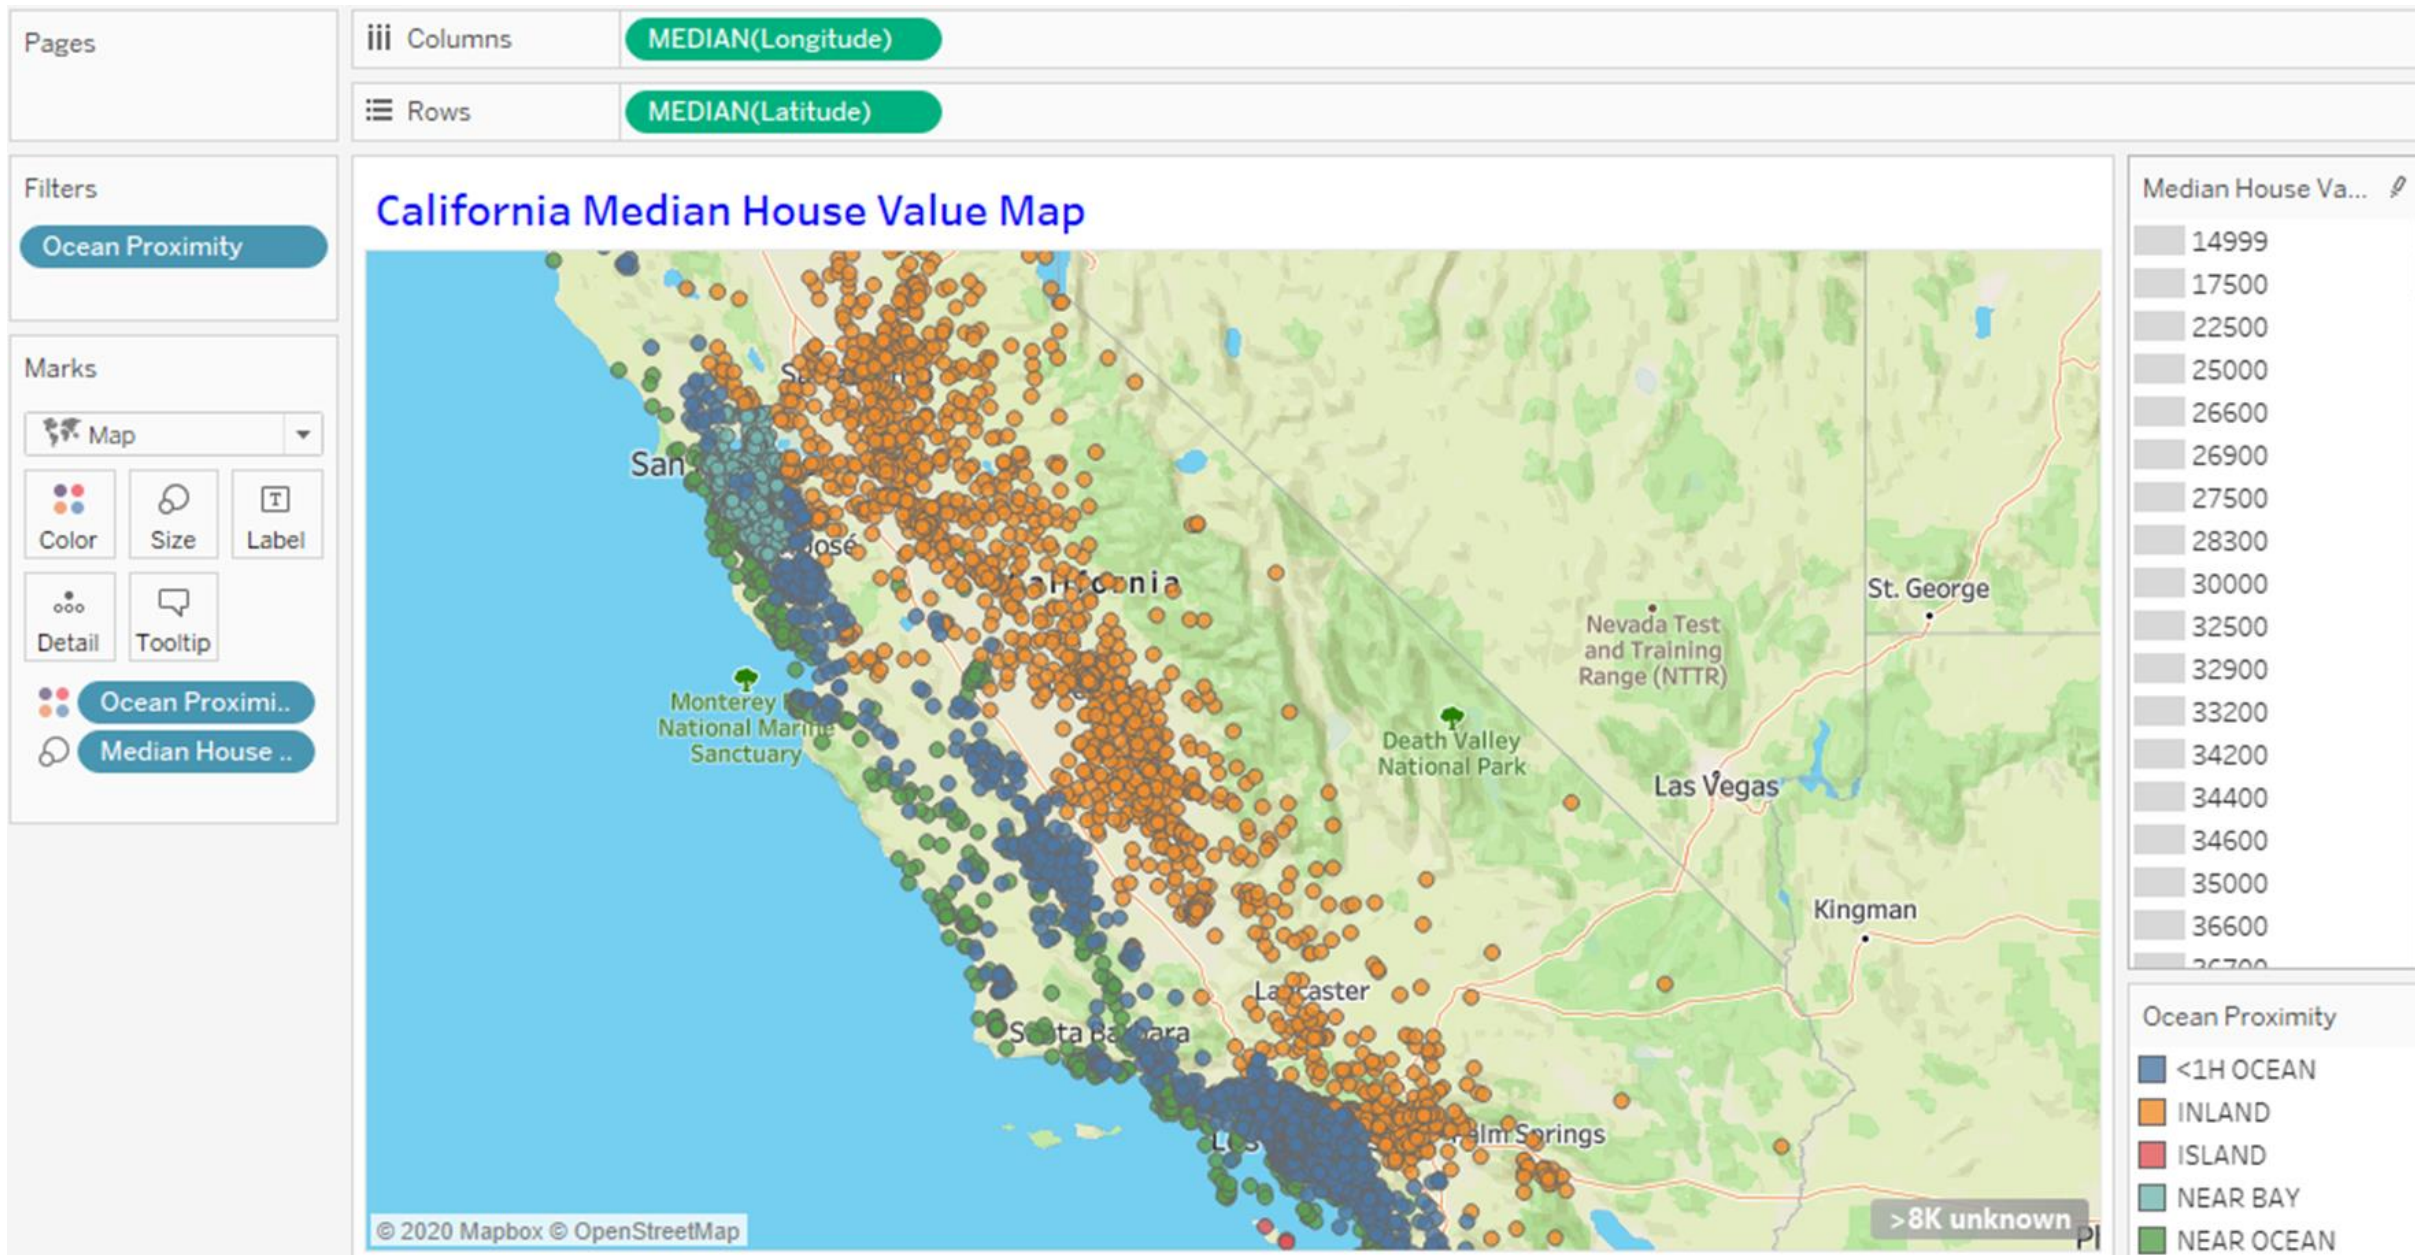 Pages
Columns
MEDIAN(Longitude)
Rows
MEDIAN(Latitude)
Filters
Ocean Proximity
Marks
Map
Color
Size
Label
Detail
Tooltip
Ocean Proximi..
Median House ..
California Median House Value Map
San
José
California
Monterey
National Marine
Sanctuary
Nevada Test
and Training
Range (NTTR)
St. George
Death Valley
National Park
Las Vegas
Kingman
Lancaster
Santa Barbara
Los
Palm Springs
© 2020 Mapbox © OpenStreetMap
>8K unknown
Median House Va...
14999
17500
22500
25000
26600
26900
27500
28300
30000
32500
32900
33200
34200
34400
34600
35000
36600
36700
Ocean Proximity
<1H OCEAN
INLAND
ISLAND
NEAR BAY
NEAR OCEAN